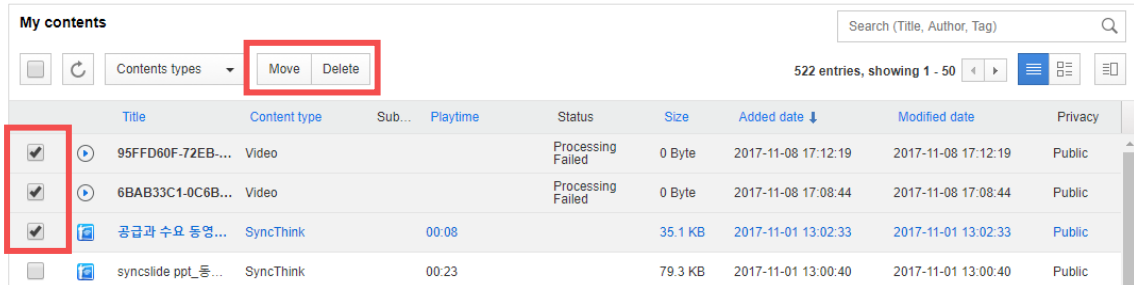 My contents
Search (Title, Author, Tag)
Contents types Move Delete 522 entries, showing 1 - 50
Title Content type Sub... Playtime Status Size Added date Modified date Privacy
95FFD60F-72EB-... Video Processing Failed 0 Byte 2017-11-08 17:12:19 2017-11-08 17:12:19 Public
6BAB33C1-0C6B... Video Processing Failed 0 Byte 2017-11-08 17:08:44 2017-11-08 17:08:44 Public
공급과 수요 동영... SyncThink 00:08 35.1 KB 2017-11-01 13:02:33 2017-11-01 13:02:33 Public
syncslide ppt_동... SyncThink 00:23 79.3 KB 2017-11-01 13:00:40 2017-11-01 13:00:40 Public